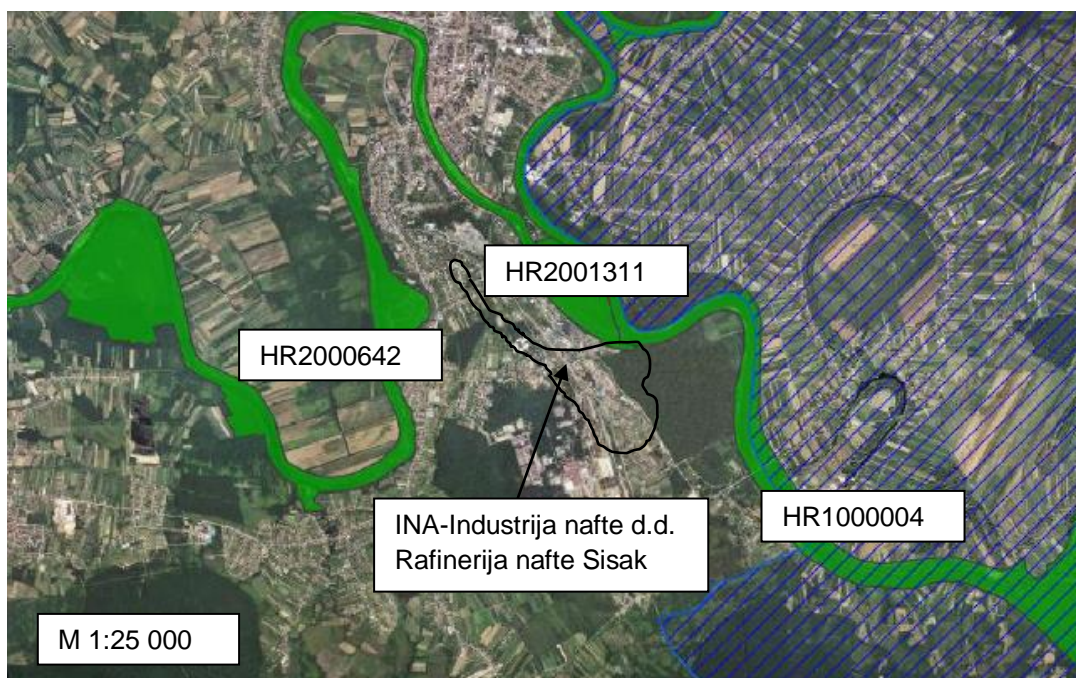 HR2001311
HR2000642
INA-Industrija nafte d.d.
Rafinerija nafte Sisak
HR1000004
M 1:25 000